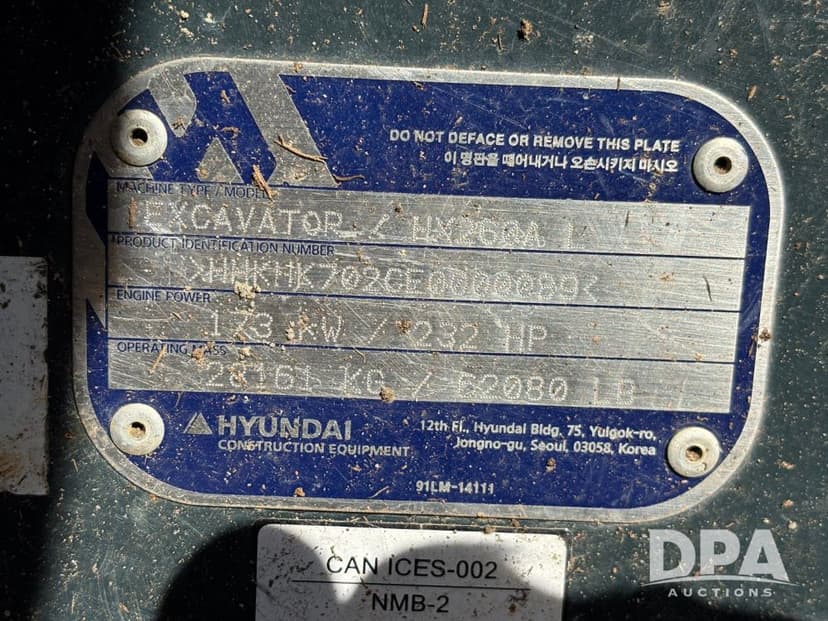 DO NOT DEFACE OR REMOVE THIS PLATE
이 명판을 떼어내거나 오손시키지 마시오
MACHINE TYPE / MODEL
EXCAVATOR / HX260A L
PRODUCT IDENTIFICATION NUMBER
ENGINE POWER
173 kW / 232 HP
OPERATING MASS
28161 KG / 62080 LB
HYUNDAI
CONSTRUCTION EQUIPMENT
12th Fl., Hyundai Bldg. 75, Yulgok-ro,
Jongno-gu, Seoul, 03058, Korea
91LM-14111
CAN ICES-002
NMB-2
DPA
AUCTIONS